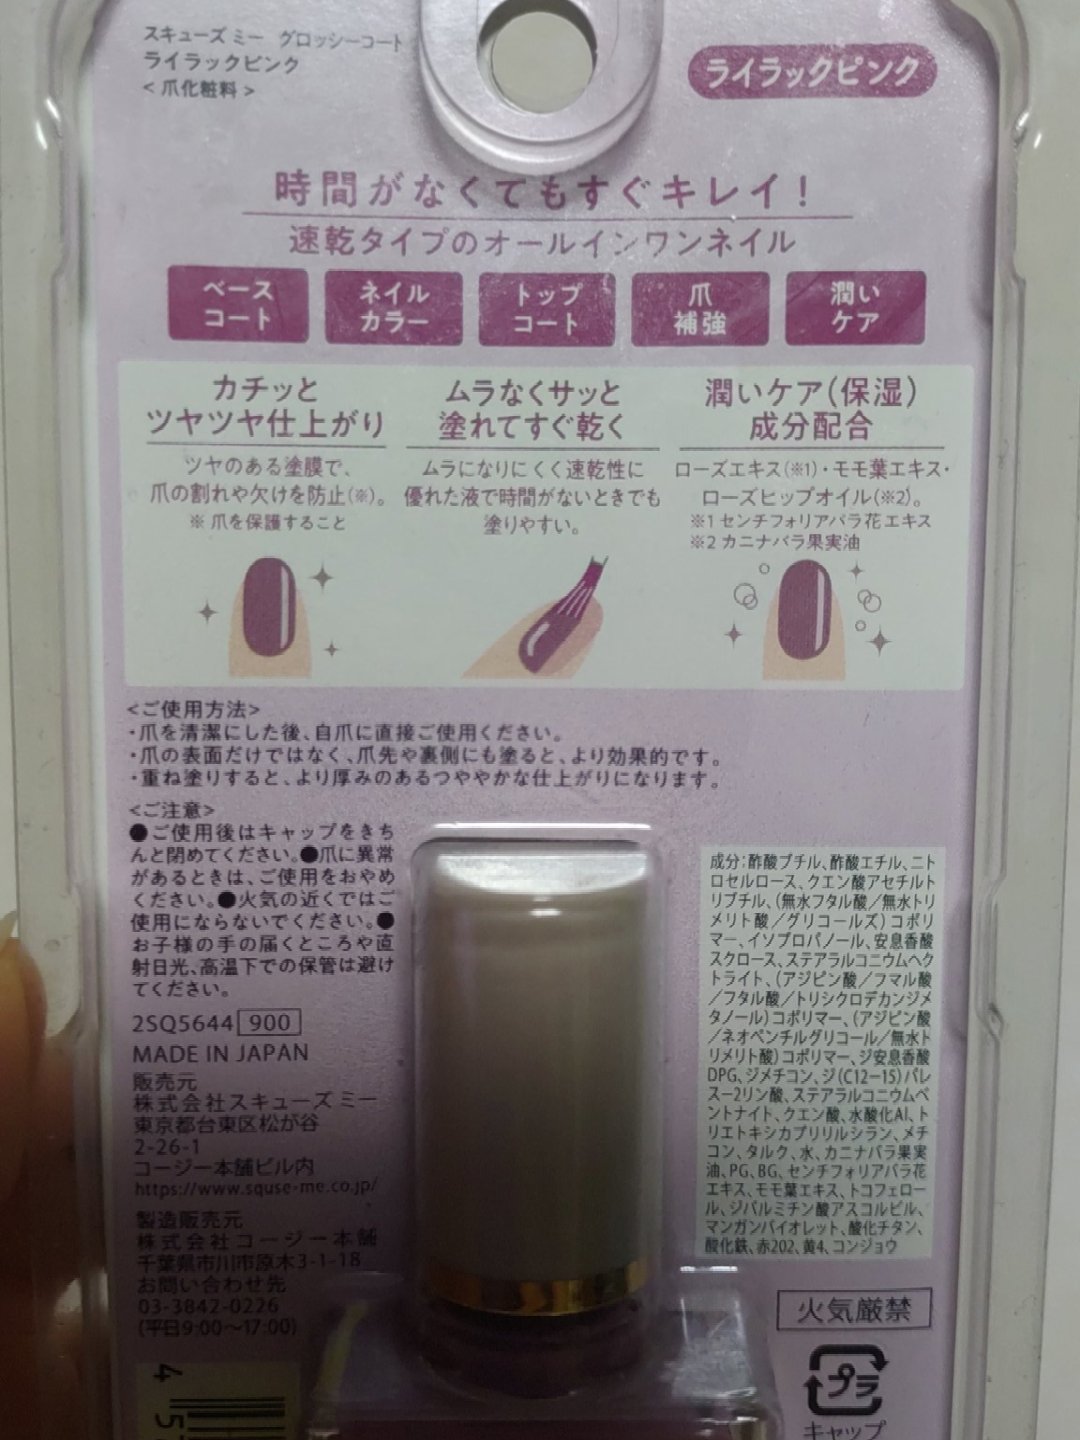 スキューズ ミー　グロッシーコート
ライラックピンク
< 爪化粧料 >
ライラックピンク
時間がなくてもすぐキレイ!
速乾タイプのオールインワンネイル
ベース
コート
ネイル
カラー
トップ
コート
爪
補強
潤い
ケア
カチッと
ツヤツヤ仕上がり
ツヤのある塗膜で、
爪の割れや欠けを防止(※)。
※ 爪を保護すること
ムラなくサッと
塗れてすぐ乾く
ムラになりにくく速乾性に
優れた液で時間がないときでも
塗りやすい。
潤いケア(保湿)
成分配合
ローズエキス(※1)・モモ葉エキス・
ローズヒップオイル(※2)。
※1 センチフォリアバラ花エキス
※2 カニナバラ果実油
<ご使用方法>
・爪を清潔にした後、自爪に直接ご使用ください。
・爪の表面だけではなく、爪先や裏側にも塗ると、より効果的です。
・重ね塗りすると、より厚みのあるつややかな仕上がりになります。
<ご注意>
●ご使用後はキャップをきち
んと閉めてください。●爪に異常
があるときは、ご使用をおやめ
ください。●火気の近くではご
使用にならないでください。●
お子様の手の届くところや直
射日光、高温下での保管は避け
てください。
2SQ5644 900
MADE IN JAPAN
販売元
株式会社スキューズ ミー
東京都台東区松が谷
2-26-1
コージー本舗ビル内
https://www.squse-me.co.jp/
製造販売元
株式会社コージー本舗
千葉県市川市原木3-1-18
お問い合わせ先
03-3842-0226
(平日9:00〜17:00)
成分:酢酸ブチル、酢酸エチル、ニト
ロセルロース、クエン酸アセチルト
リブチル、(無水フタル酸/無水トリ
メリト酸/グリコールズ)コポリ
マー、イソプロパノール、安息香酸
スクロース、ステアラルコニウムヘク
トライト、(アジピン酸/フマル酸
/フタル酸/トリシクロデカンジメ
タノール)コポリマー、(アジピン酸
/ネオペンチルグリコール/無水ト
リメリト酸)コポリマー、ジ安息香酸
DPG、ジメチコン、ジ(C12-15)パレ
ス-2リン酸、ステアラルコニウムベ
ントナイト、クエン酸、水酸化Al、ト
リエトキシカプリリルシラン、メチ
コン、タルク、水、カニナバラ果実
油、PG、BG、センチフォリアバラ花
エキス、モモ葉エキス、トコフェロー
ル、ジパルミチン酸アスコルビル、
マンガンバイオレット、酸化チタン、
酸化鉄、赤202、黄4、コンジョウ
火気厳禁
プラ
キャップ
4